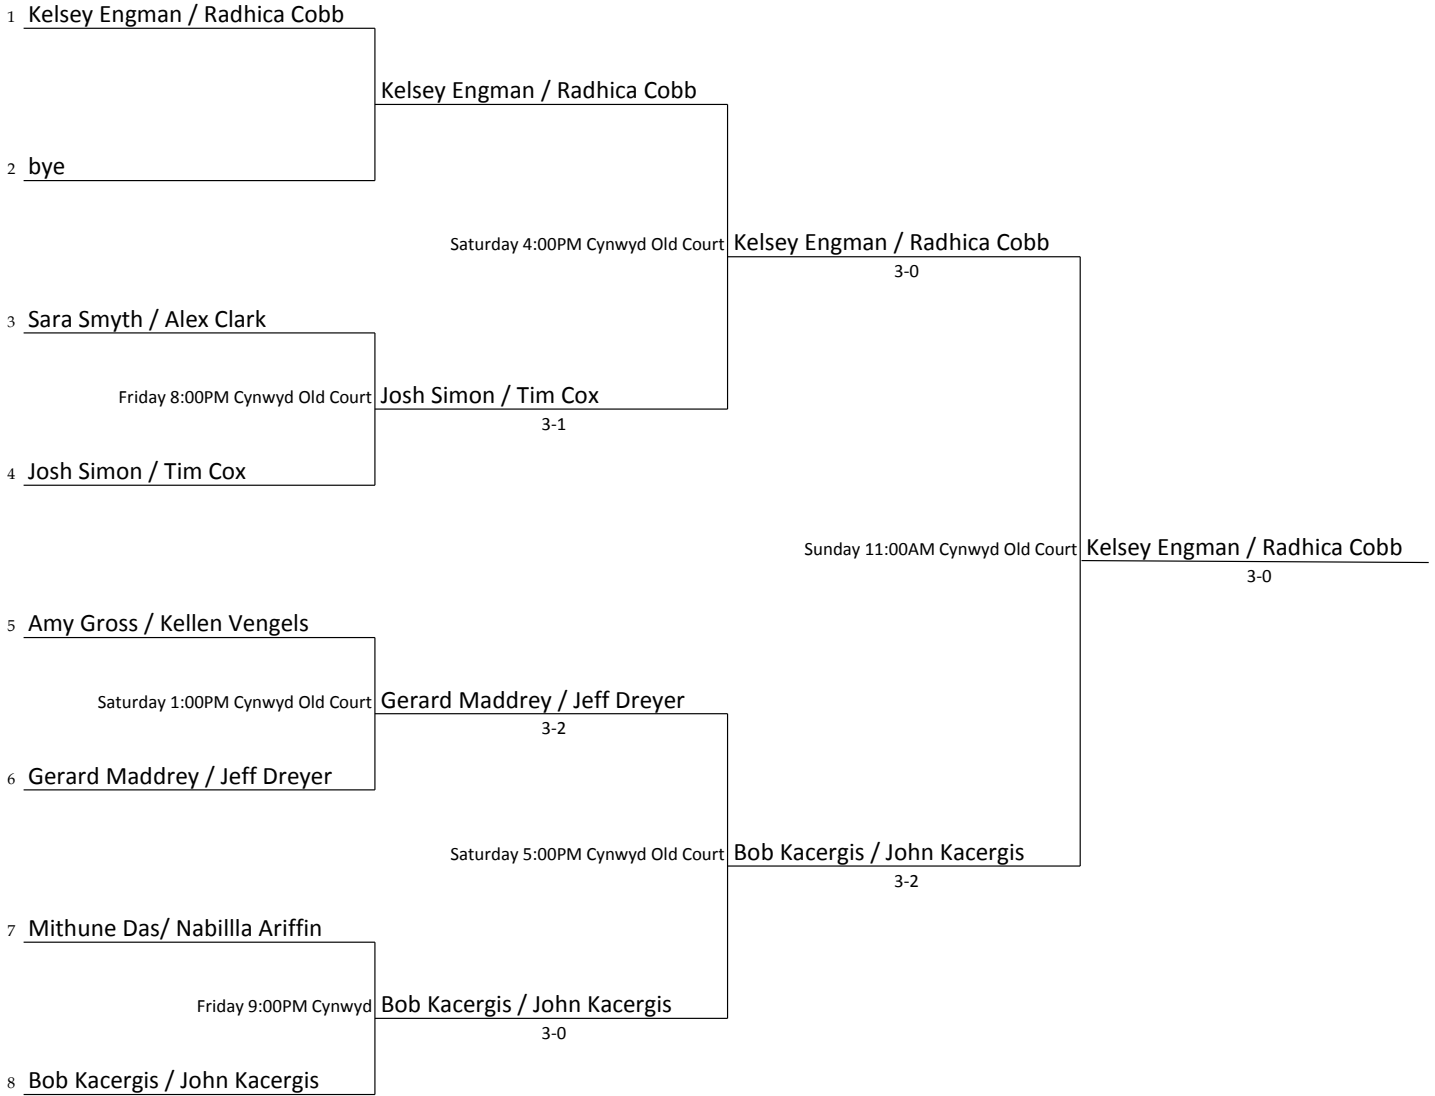 1 Kelsey Engman / Radhica Cobb
Kelsey Engman / Radhica Cobb
2 bye
Saturday 4:00PM Cynwyd Old Court Kelsey Engman / Radhica Cobb
3-0
3 Sara Smyth / Alex Clark
Friday 8:00PM Cynwyd Old Court Josh Simon / Tim Cox
3-1
4 Josh Simon / Tim Cox
Sunday 11:00AM Cynwyd Old Court Kelsey Engman / Radhica Cobb
3-0
5 Amy Gross / Kellen Vengels
Saturday 1:00PM Cynwyd Old Court Gerard Maddrey / Jeff Dreyer
3-2
6 Gerard Maddrey / Jeff Dreyer
Saturday 5:00PM Cynwyd Old Court Bob Kacergis / John Kacergis
3-2
7 Mithune Das/ Nabillla Ariffin
Friday 9:00PM Cynwyd Bob Kacergis / John Kacergis
3-0
8 Bob Kacergis / John Kacergis